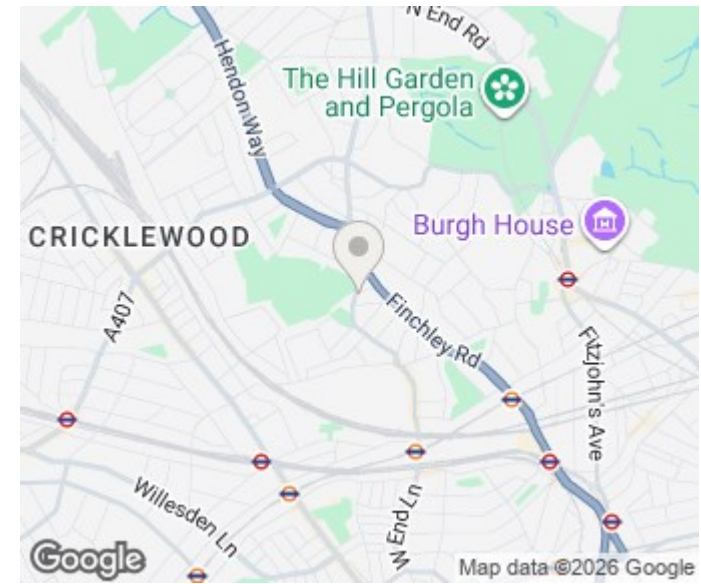 N End Rd
The Hill Garden
and Pergola
Hendon Way
Burgh House
CRICKLEWOOD
A407
Finchley Rd
Fitzjohn's Ave
Willesden Ln
W End Ln
Google
Map data ©2026 Google